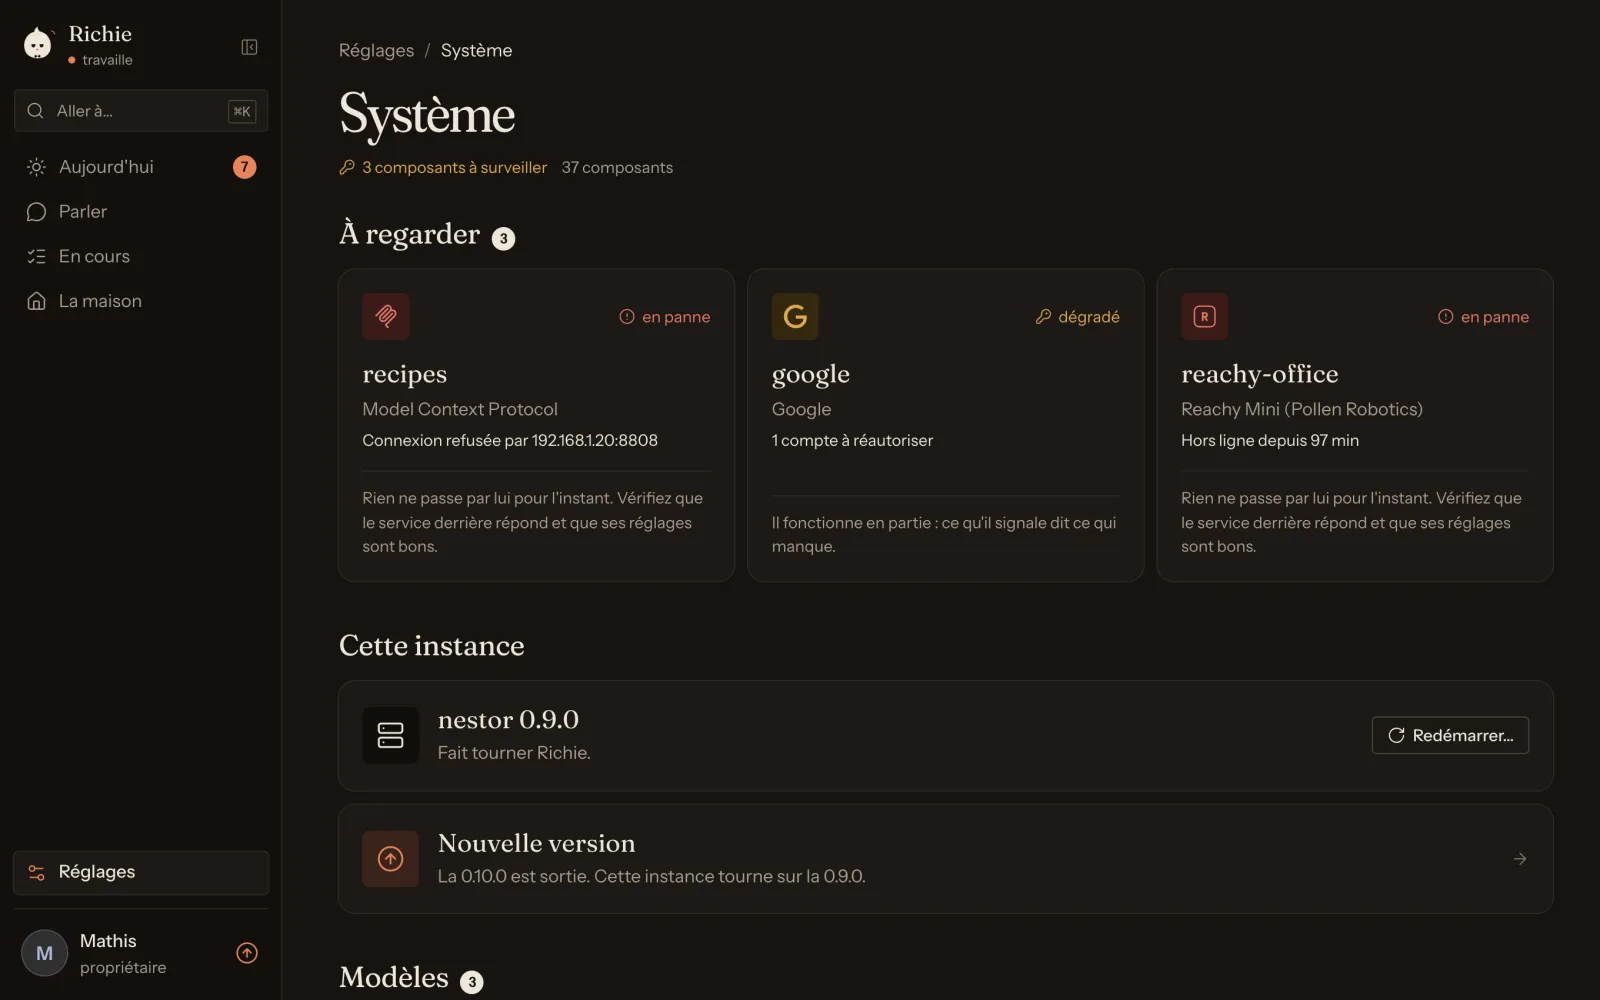 Richie
travaille
Aller à...
⌘K
Aujourd'hui
7
Parler
En cours
La maison
Réglages
M
Mathis
propriétaire
Réglages / Système
Système
3 composants à surveiller 37 composants
À regarder 3
en panne
recipes
Model Context Protocol
Connexion refusée par 192.168.1.20:8808
Rien ne passe par lui pour l'instant. Vérifiez que
le service derrière répond et que ses réglages
sont bons.
G
dégradé
google
Google
1 compte à réautoriser
Il fonctionne en partie : ce qu'il signale dit ce qui
manque.
R
en panne
reachy-office
Reachy Mini (Pollen Robotics)
Hors ligne depuis 97 min
Rien ne passe par lui pour l'instant. Vérifiez que
le service derrière répond et que ses réglages
sont bons.
Cette instance
nestor 0.9.0
Fait tourner Richie.
Redémarrer...
Nouvelle version
La 0.10.0 est sortie. Cette instance tourne sur la 0.9.0.
Modèles 3